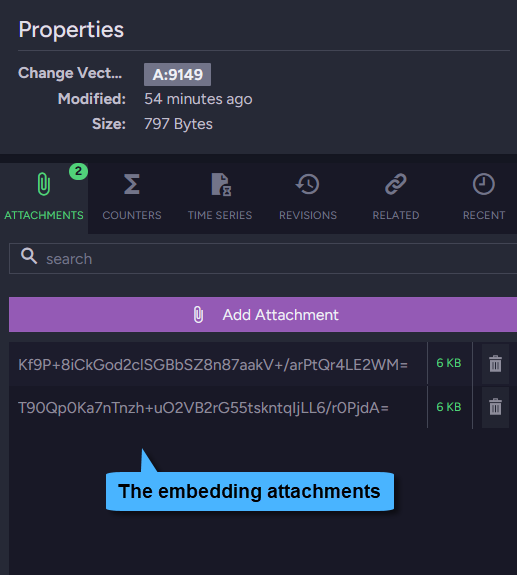 Properties
Change Vect... A:9149
Modified: 54 minutes ago
Size: 797 Bytes
2
ATTACHMENTS COUNTERS TIME SERIES REVISIONS RELATED RECENT
search
Add Attachment
Kf9P+8iCkGod2clSGBbSZ8n87aakV+/arPtQr4LE2WM= 6 KB
T90Qp0Ka7nTnzh+uO2VB2rG55tskntqIjLL6/r0PjdA= 6 KB
The embedding attachments